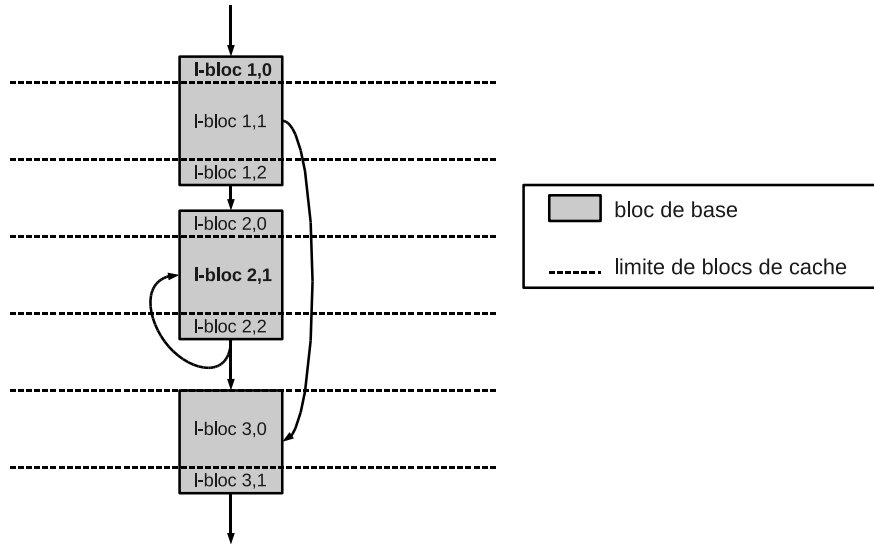 l-bloc 1,0
l-bloc 1,1
l-bloc 1,2
l-bloc 2,0
l-bloc 2,1
l-bloc 2,2
l-bloc 3,0
l-bloc 3,1
bloc de base
limite de blocs de cache